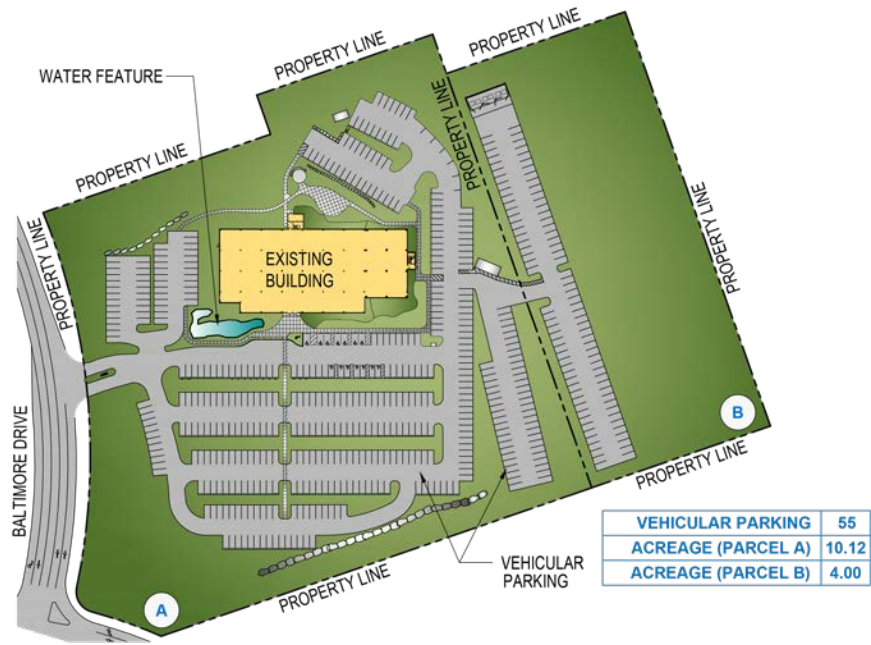 PROPERTY LINE
PROPERTY LINE
WATER FEATURE
PROPERTY LINE
PROPERTY LINE
PROPERTY LINE
PROPERTY LINE
PROPERTY LINE
EXISTING
BUILDING
BALTIMORE DRIVE
B
PROPERTY LINE
VEHICULAR PARKING 55
ACREAGE (PARCEL A) 10.12
ACREAGE (PARCEL B) 4.00
VEHICULAR
PARKING
PROPERTY LINE
A